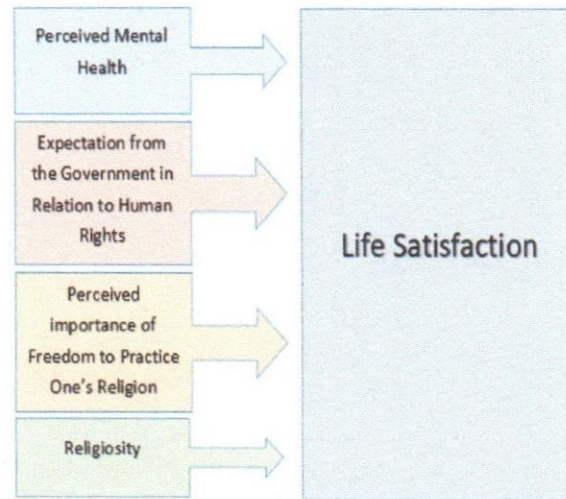 Perceived Mental
Health
Expectation from
the Government in
Relation to Human
Rights
Perceived
importance of
Freedom to Practice
One's Religion
Religiosity
Life Satisfaction